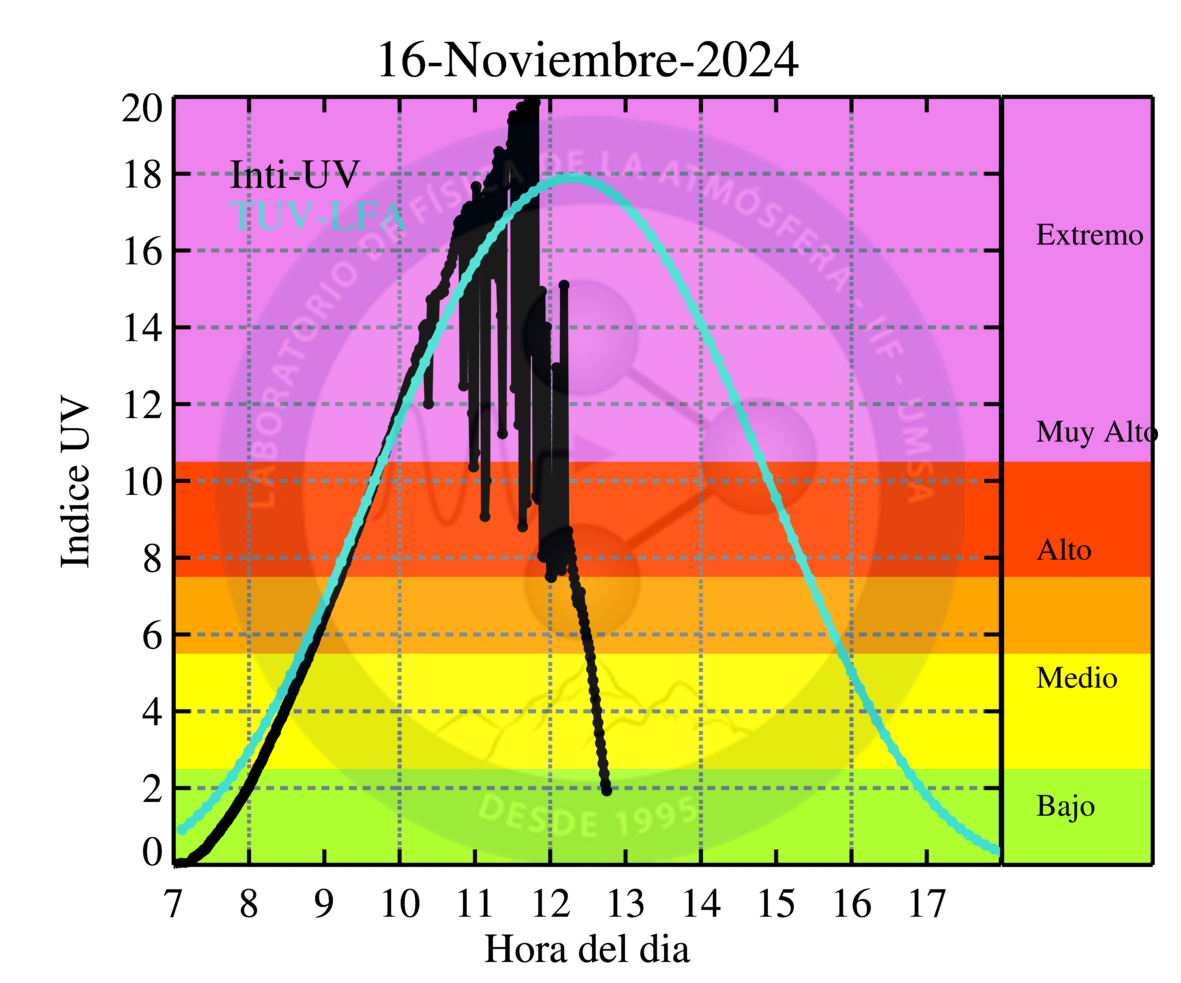 16-Noviembre-2024
20
18
16
14
12
10
8
6
4
2
0
Indice UV
Inti-UV
TUV-LFA
LABORATORIO DE FÍSICA DE LA ATMÓSFERA - IIF - UMSA
DESDE 1995
Extremo
Muy Alto
Alto
Medio
Bajo
7 8 9 10 11 12 13 14 15 16 17
Hora del dia